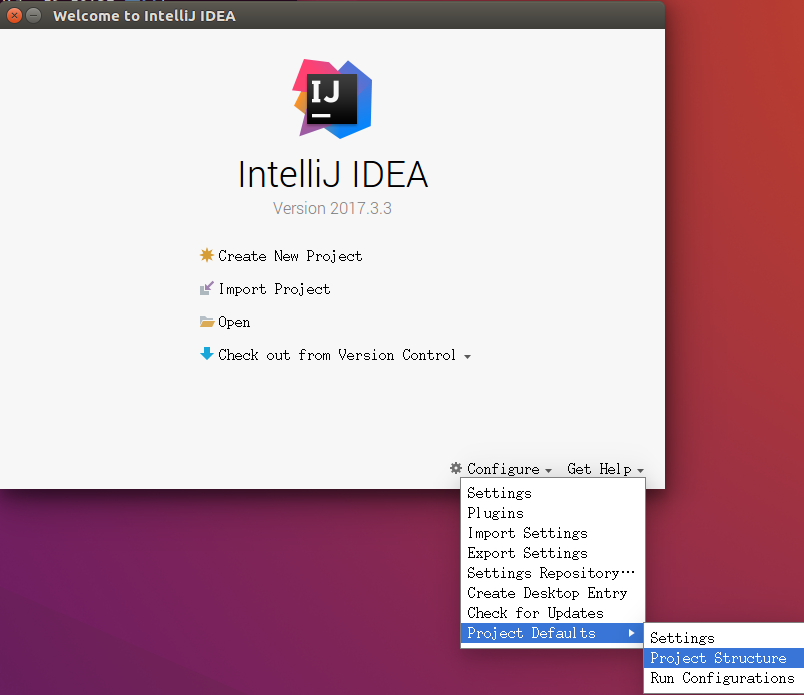 Welcome to IntelliJ IDEA
IJ
IntelliJ IDEA
Version 2017.3.3
Create New Project
Import Project
Open
Check out from Version Control
Configure Get Help
Settings
Plugins
Import Settings
Export Settings
Settings Repository…
Create Desktop Entry
Check for Updates
Project Defaults
Settings
Project Structure
Run Configurations